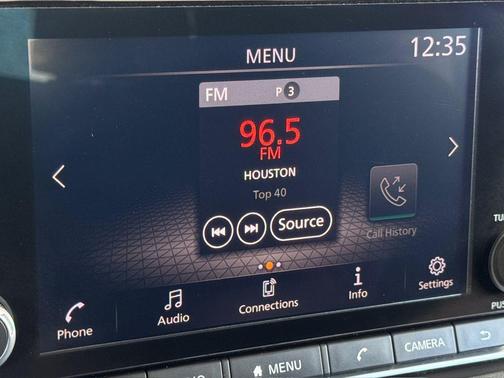 MENU
12:35
FM P 3
96.5
FM
HOUSTON
Top 40
Source
Call History
Phone
Audio
Connections
Info
Settings
MENU
CAMERA